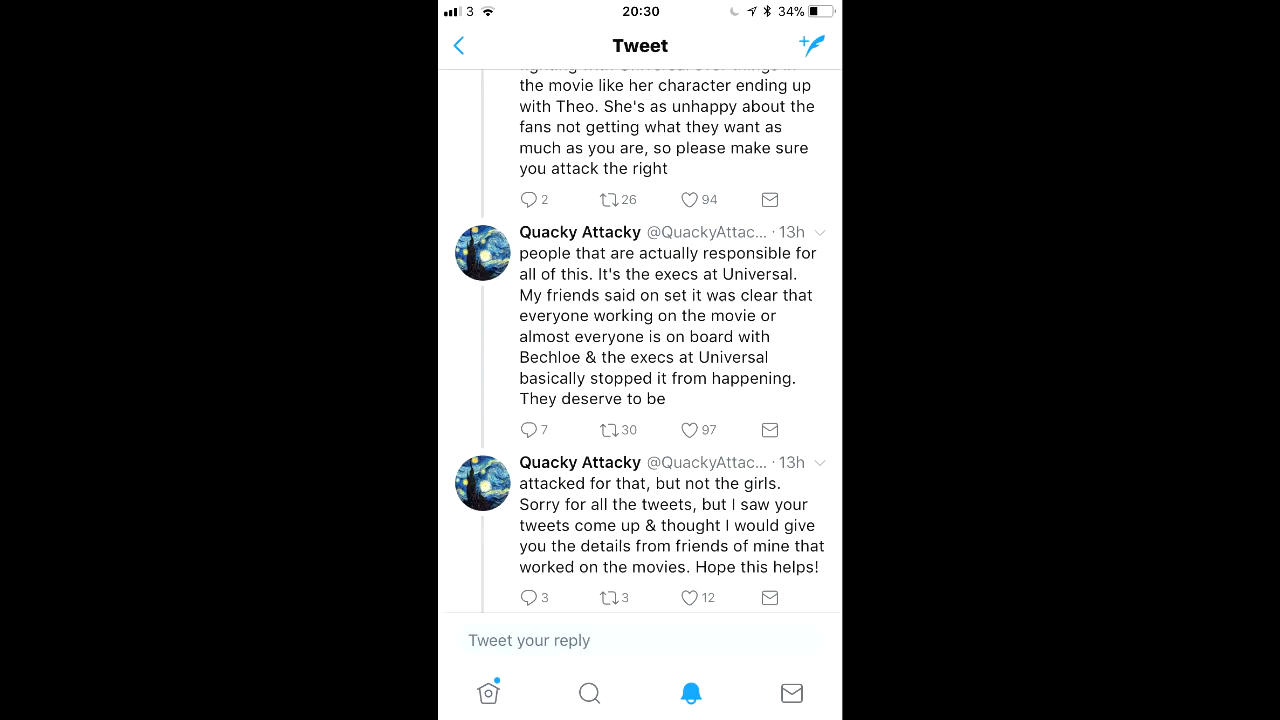 3 20:30 34%
Tweet
the movie like her character ending up
with Theo. She's as unhappy about the
fans not getting what they want as
much as you are, so please make sure
you attack the right
2 26 94
Quacky Attacky @QuackyAttac... · 13h
people that are actually responsible for
all of this. It's the execs at Universal.
My friends said on set it was clear that
everyone working on the movie or
almost everyone is on board with
Bechloe & the execs at Universal
basically stopped it from happening.
They deserve to be
7 30 97
Quacky Attacky @QuackyAttac... · 13h
attacked for that, but not the girls.
Sorry for all the tweets, but I saw your
tweets come up & thought I would give
you the details from friends of mine that
worked on the movies. Hope this helps!
3 3 12
Tweet your reply